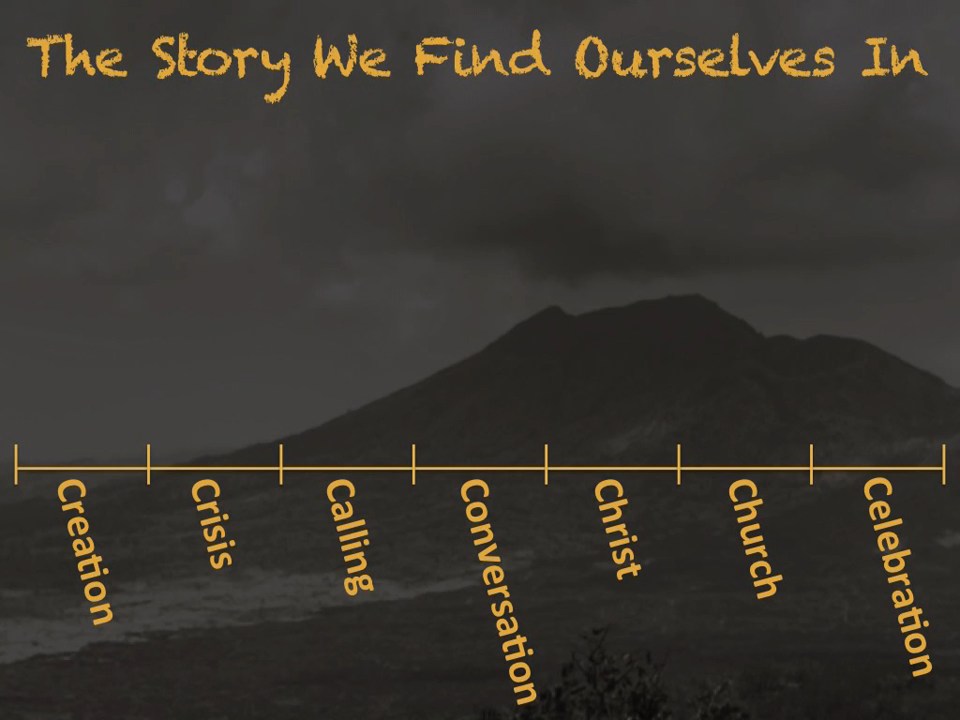 The Story We Find Ourselves In
Creation
Crisis
Calling
Conversation
Christ
Church
Celebration